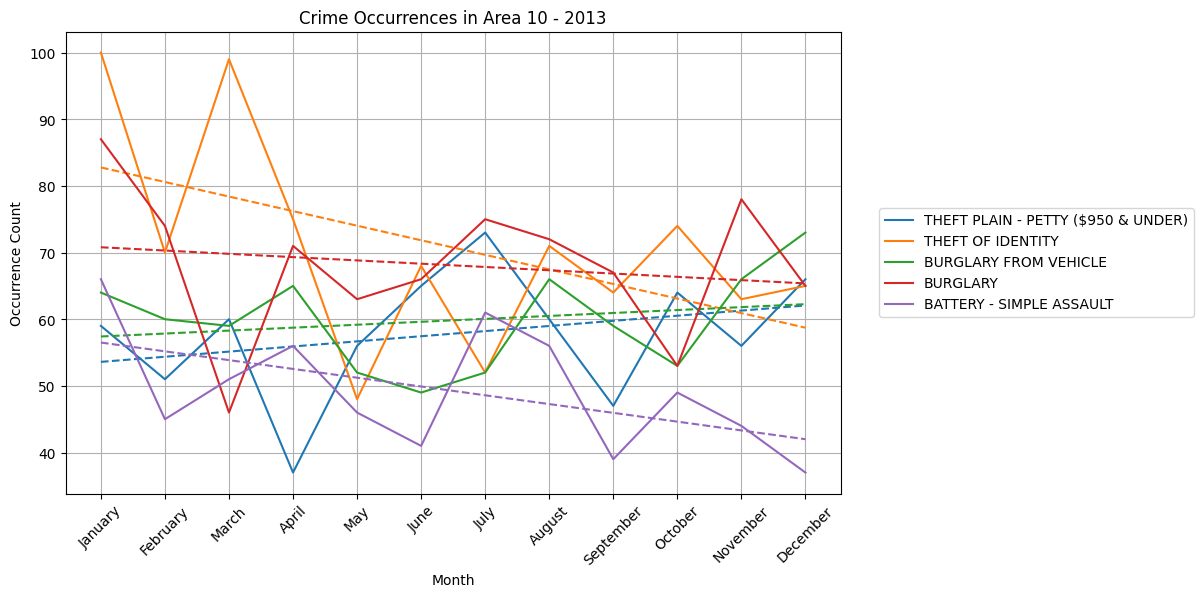 Crime Occurrences in Area 10 - 2013
Occurrence Count
100
90
80
70
60
50
40
January
February
March
April
May
June
July
August
September
October
November
December
Month
THEFT PLAIN - PETTY ($950 & UNDER)
THEFT OF IDENTITY
BURGLARY FROM VEHICLE
BURGLARY
BATTERY - SIMPLE ASSAULT